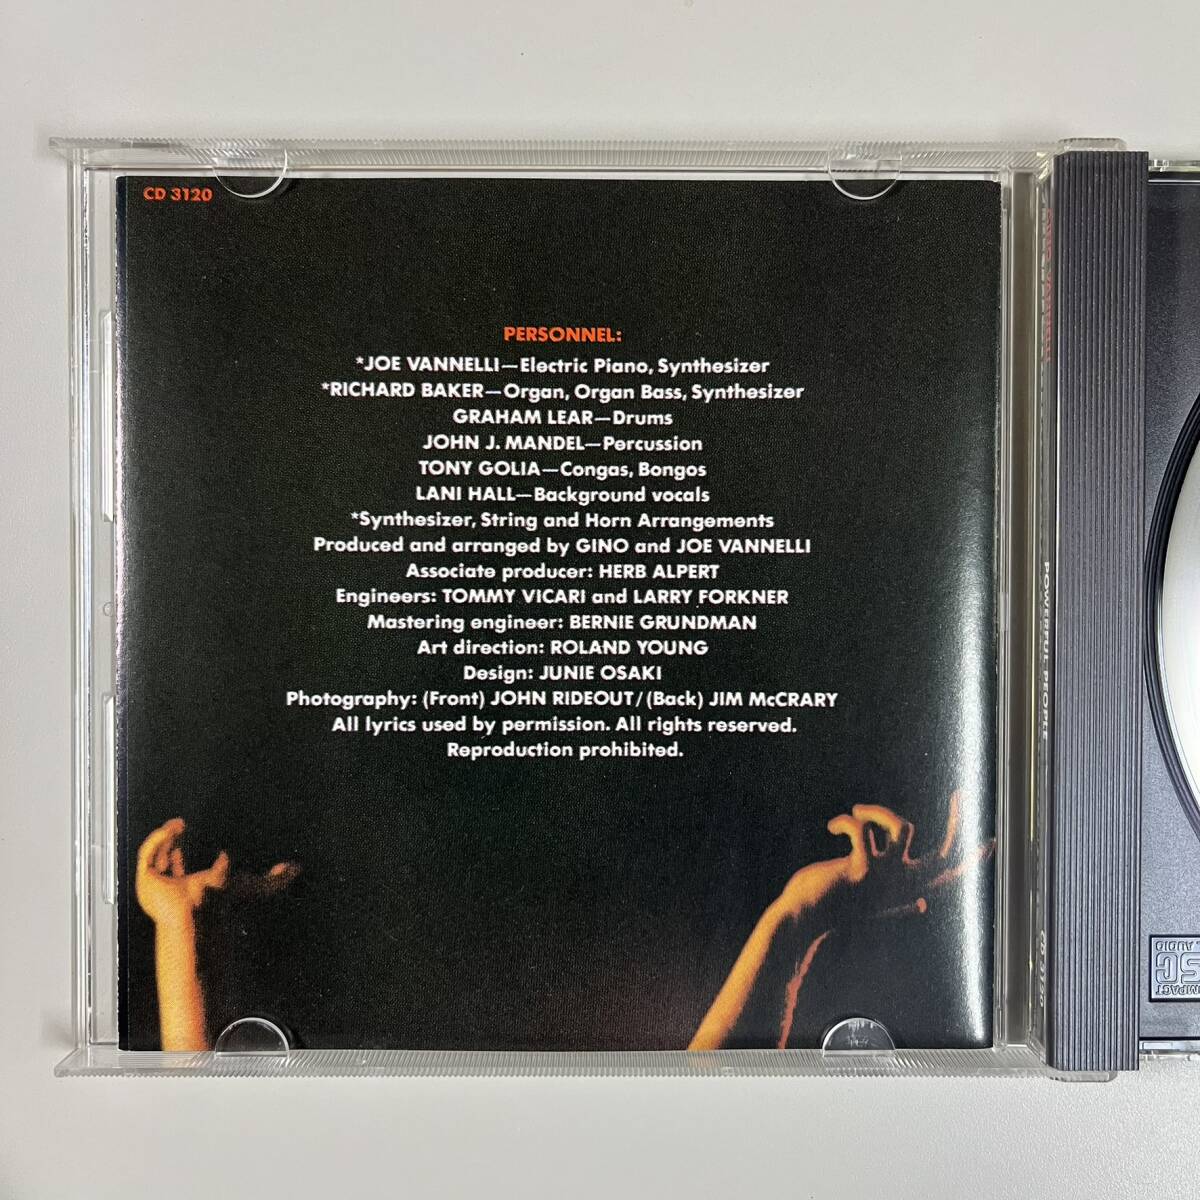 CD 3120
PERSONNEL:
*JOE VANNELLI—Electric Piano, Synthesizer
*RICHARD BAKER—Organ, Organ Bass, Synthesizer
GRAHAM LEAR—Drums
JOHN J. MANDEL—Percussion
TONY GOLIA—Congas, Bongos
LANI HALL—Background vocals
*Synthesizer, String and Horn Arrangements
Produced and arranged by GINO and JOE VANNELLI
Associate producer: HERB ALPERT
Engineers: TOMMY VICARI and LARRY FORKNER
Mastering engineer: BERNIE GRUNDMAN
Art direction: ROLAND YOUNG
Design: JUNIE OSAKI
Photography: (Front) JOHN RIDEOUT/(Back) JIM McCRARY
All lyrics used by permission. All rights reserved.
Reproduction prohibited.
GINO VANNELLI
POWERFUL PEOPLE
CD 3120